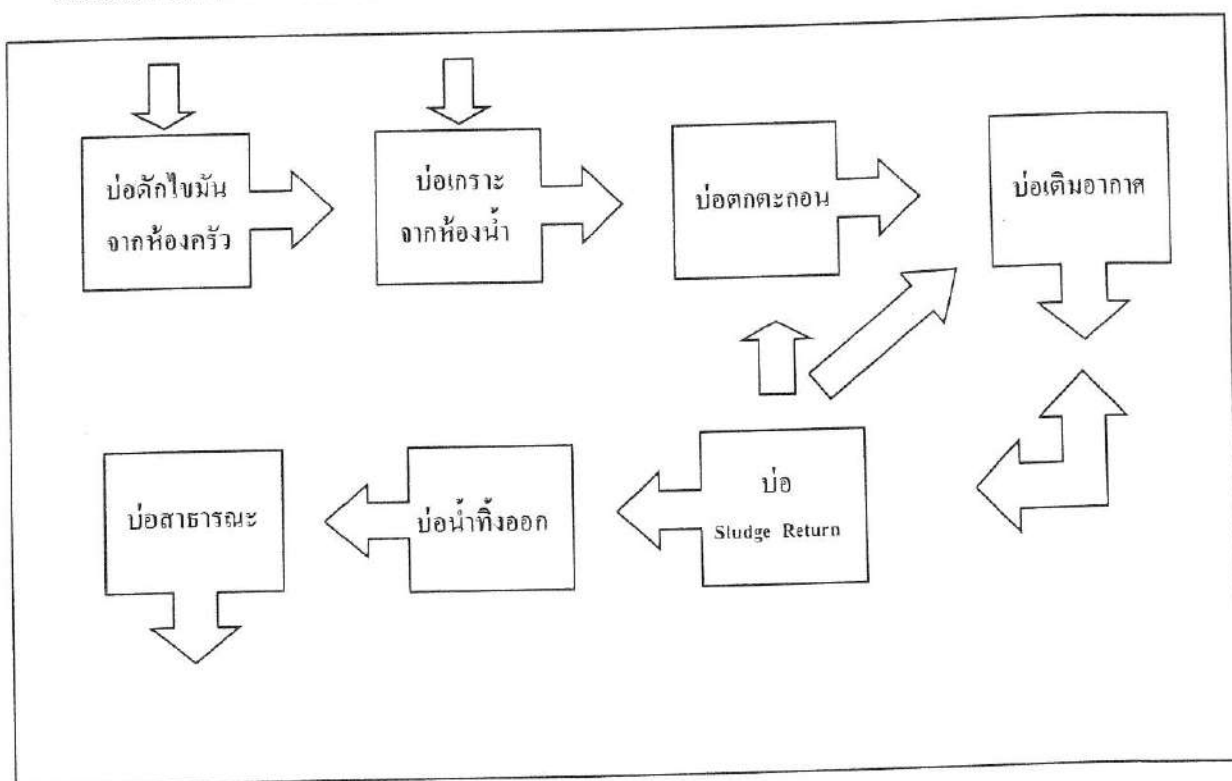 บ่อดักไขมัน
จากห้องครัว
บ่อเกราะ
จากห้องน้ำ
บ่อตกตะกอน
บ่อเติมอากาศ
บ่อสาธารณะ
บ่อน้ำทิ้งออก
บ่อ
Sludge Return